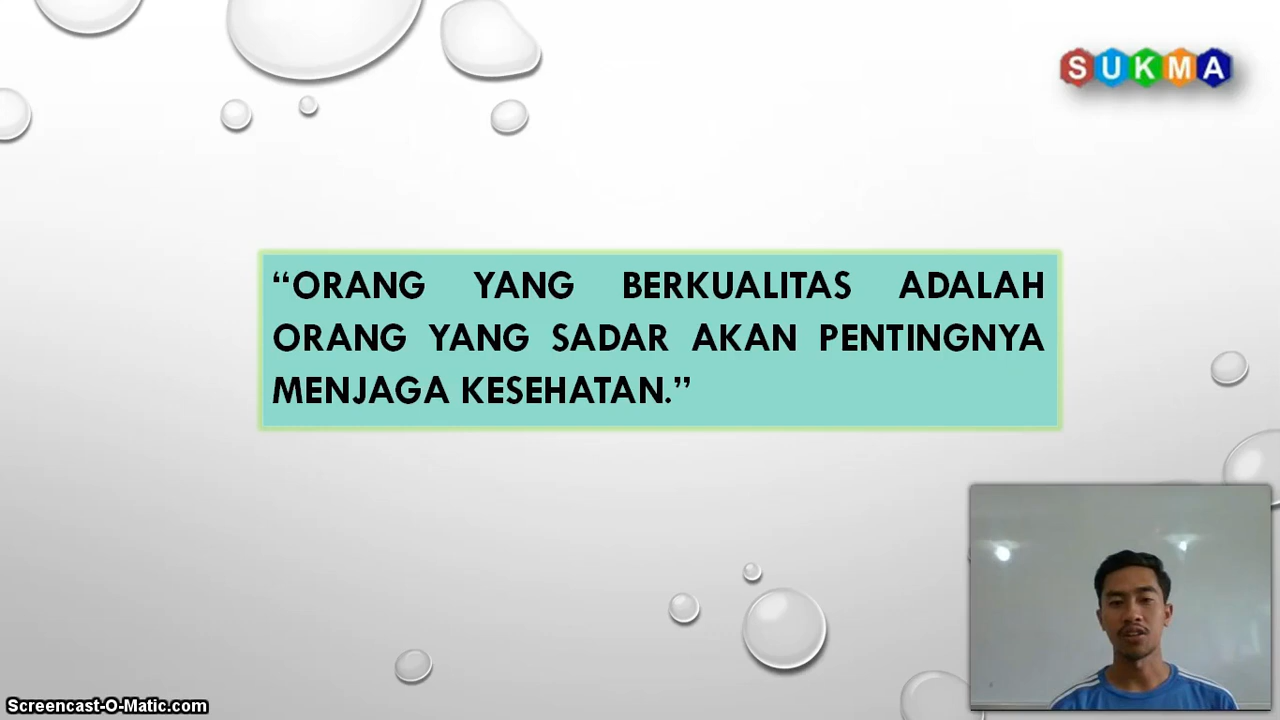 SUKMA
“ORANG YANG BERKUALITAS ADALAH
ORANG YANG SADAR AKAN PENTINGNYA
MENJAGA KESEHATAN.”
Screencast-O-Matic.com